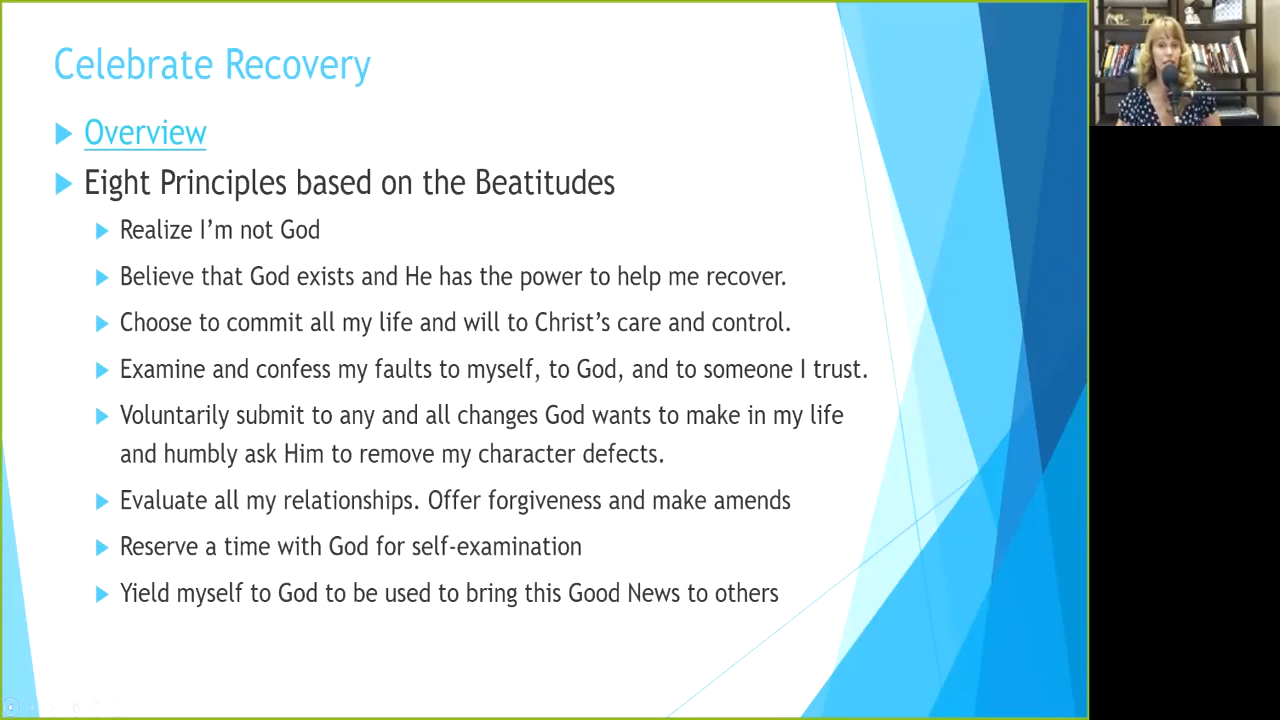 Celebrate Recovery
Overview
Eight Principles based on the Beatitudes
Realize I’m not God
Believe that God exists and He has the power to help me recover.
Choose to commit all my life and will to Christ’s care and control.
Examine and confess my faults to myself, to God, and to someone I trust.
Voluntarily submit to any and all changes God wants to make in my life
and humbly ask Him to remove my character defects.
Evaluate all my relationships. Offer forgiveness and make amends
Reserve a time with God for self-examination
Yield myself to God to be used to bring this Good News to others